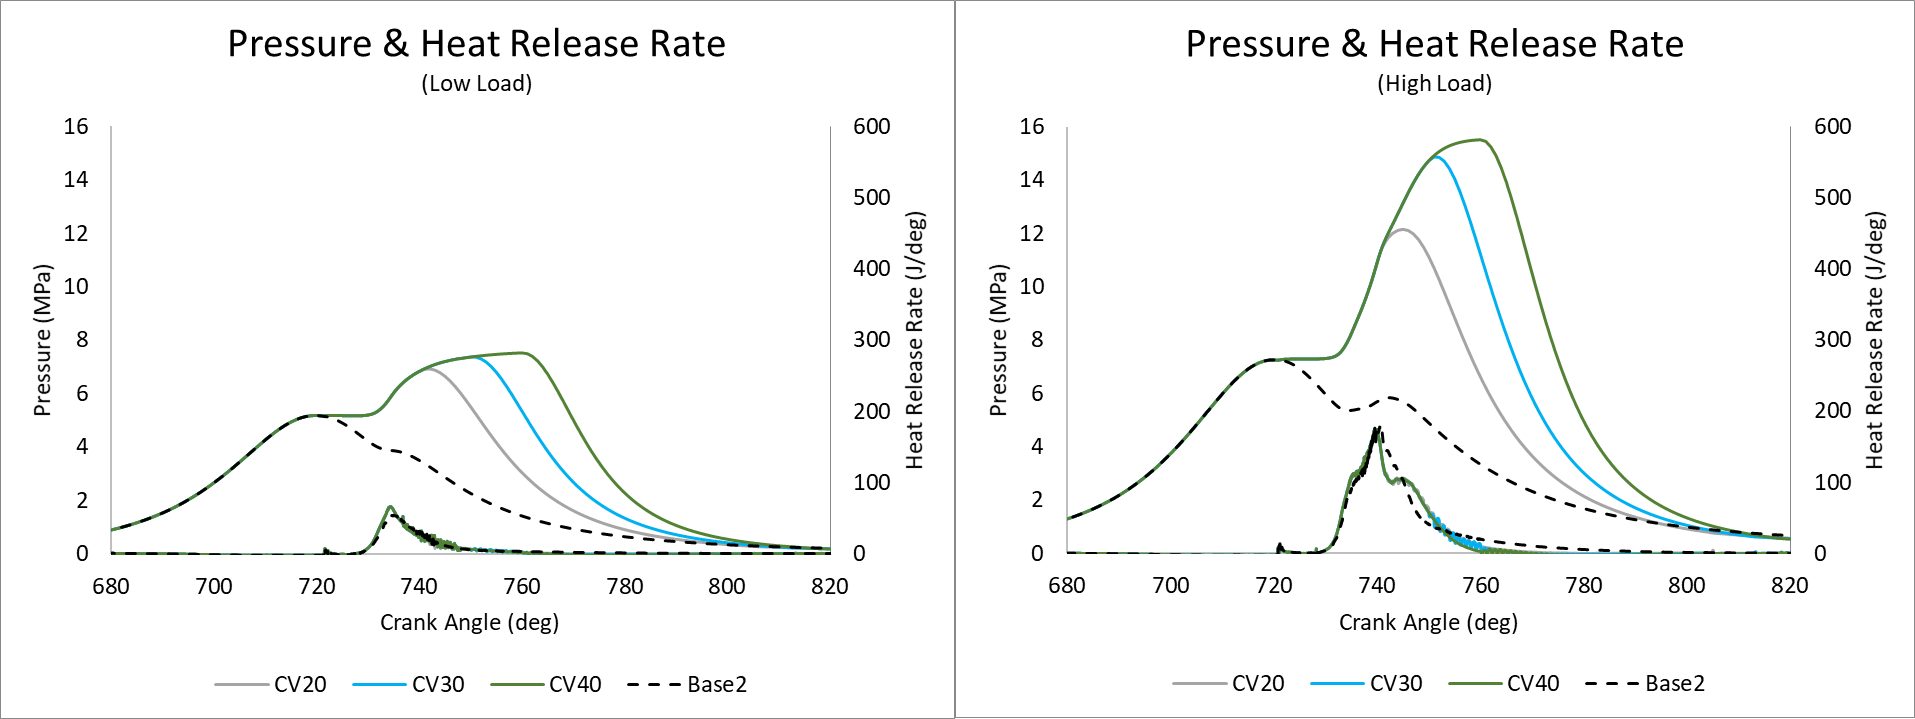 Pressure & Heat Release Rate
(Low Load)
16
14
12
10
8
6
4
2
0
Pressure (MPa)
600
500
400
300
200
100
0
Heat Release Rate (J/deg)
680 700 720 740 760 780 800 820
Crank Angle (deg)
CV20 CV30 CV40 Base2
Pressure & Heat Release Rate
(High Load)
16
14
12
10
8
6
4
2
0
Pressure (MPa)
600
500
400
300
200
100
0
Heat Release Rate (J/deg)
680 700 720 740 760 780 800 820
Crank Angle (deg)
CV20 CV30 CV40 Base2